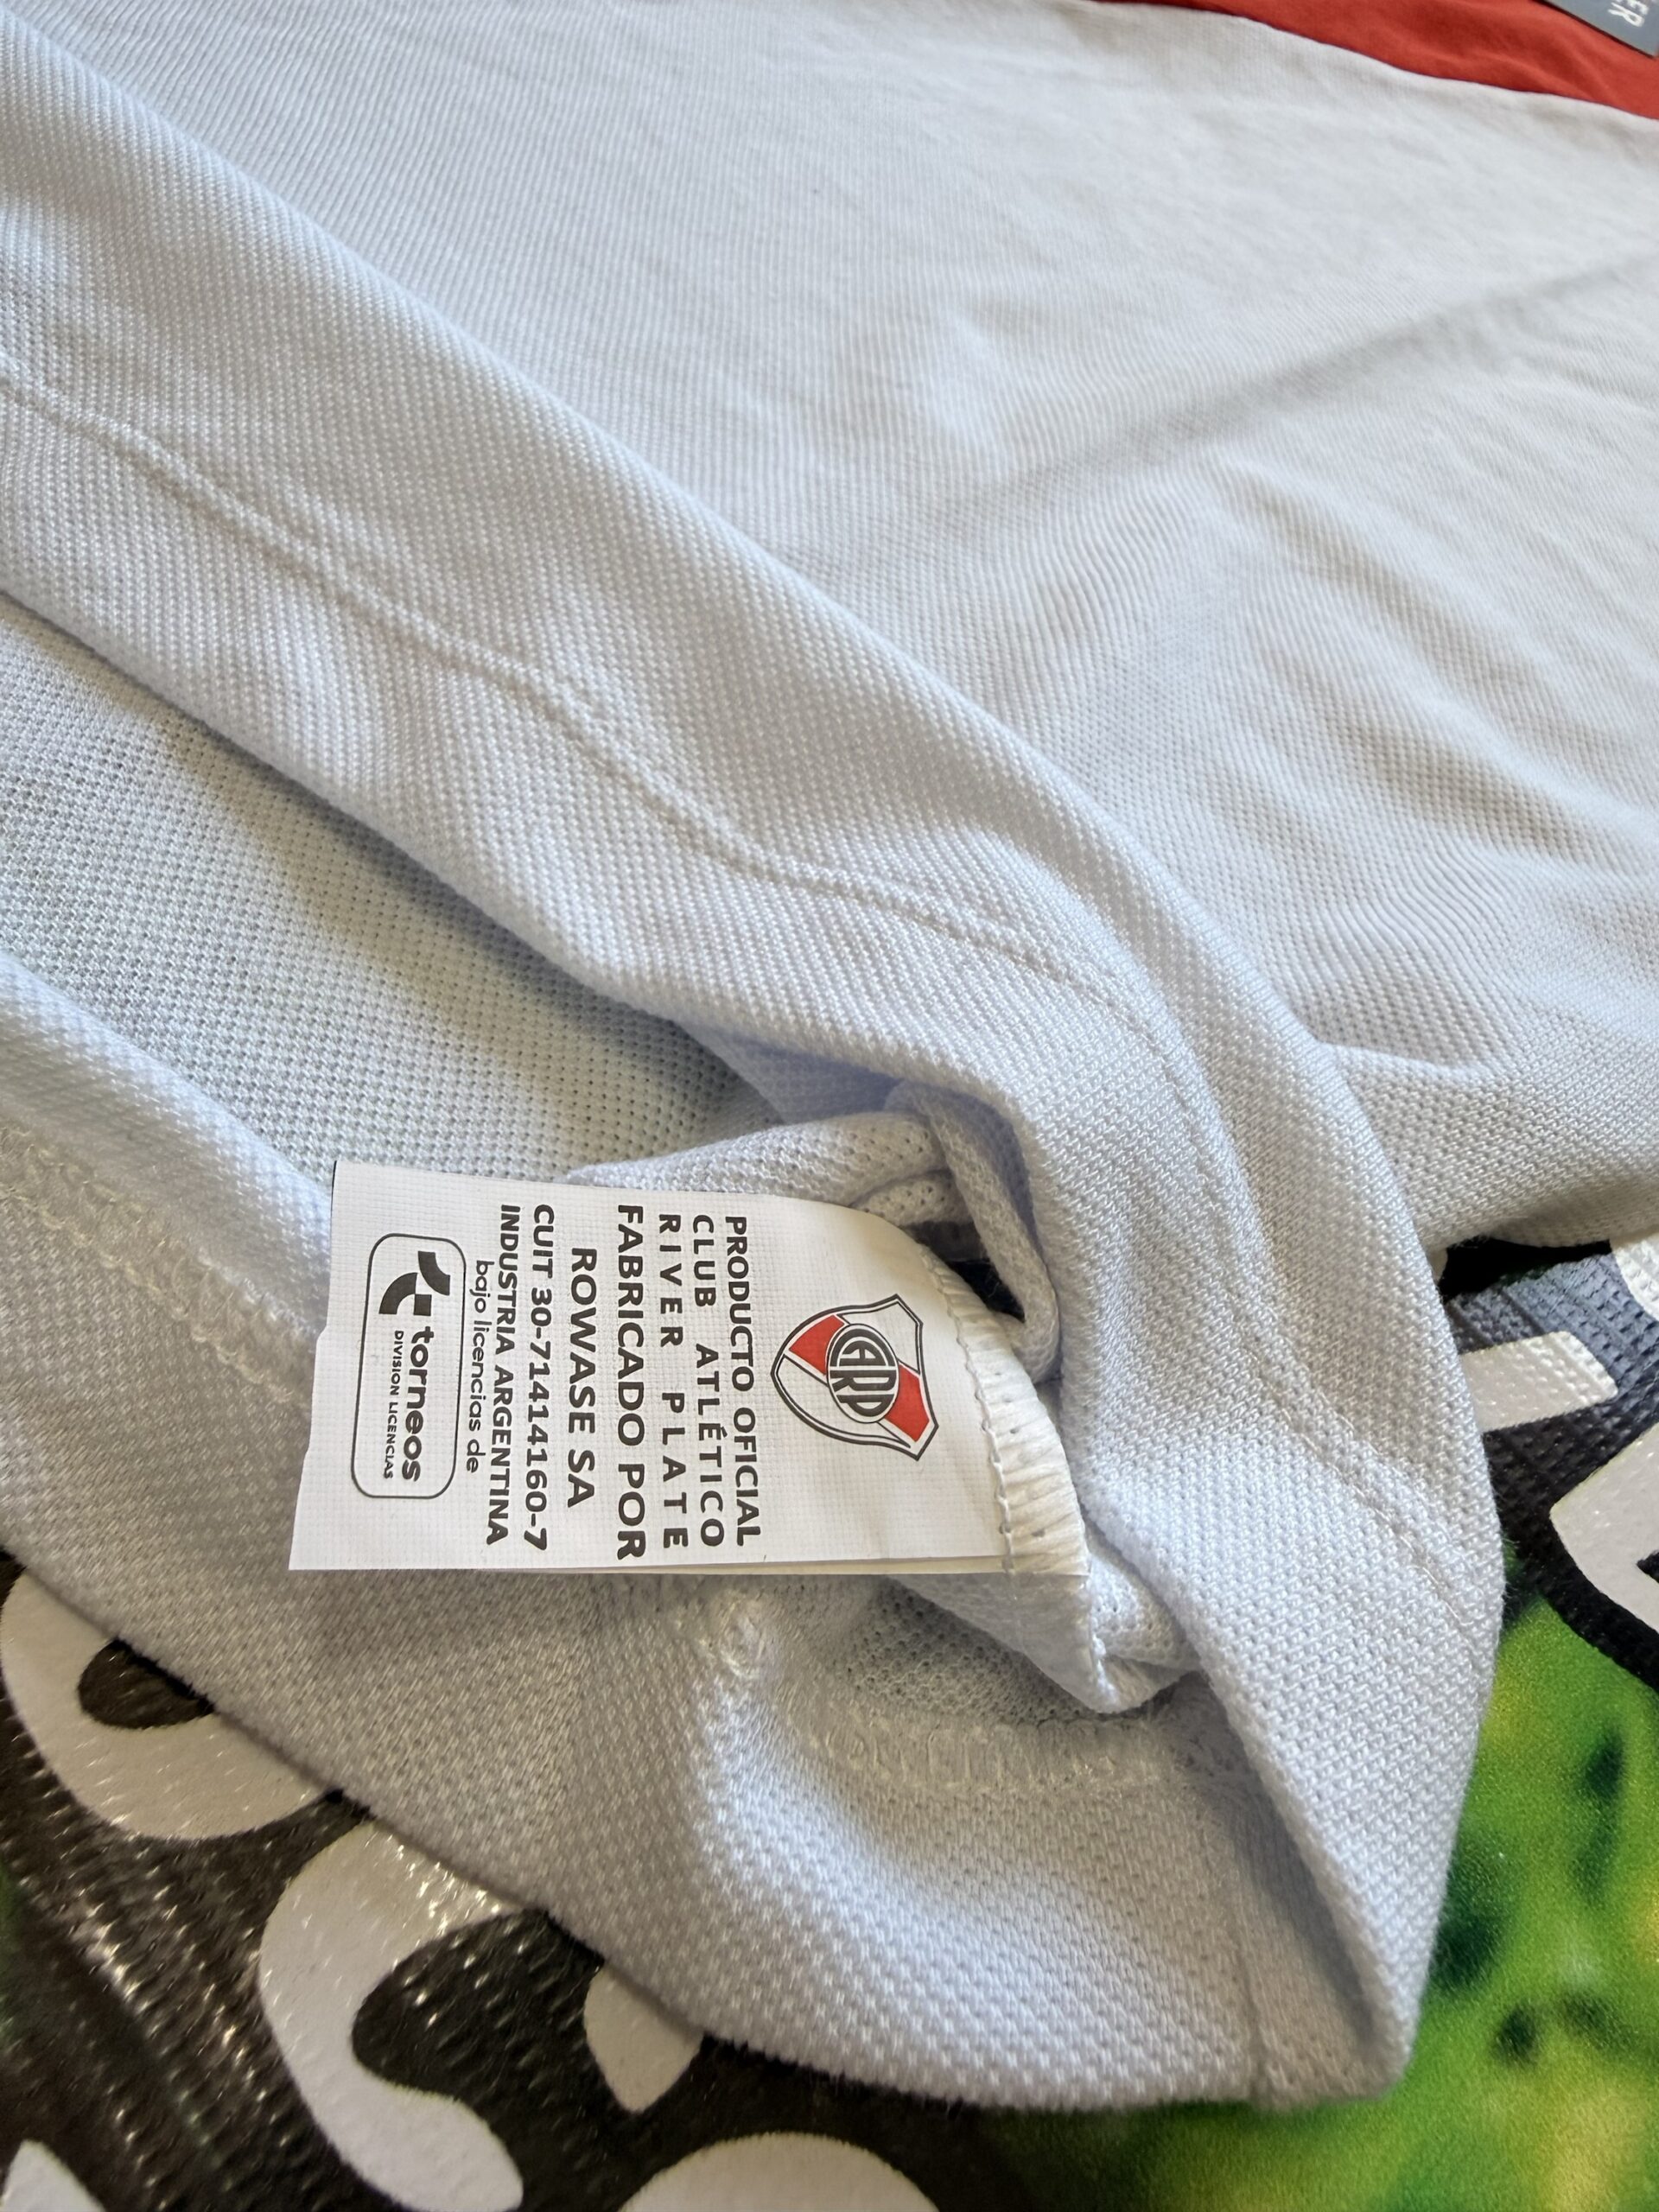 CARP
PRODUCTO OFICIAL
CLUB ATLÉTICO
RIVER PLATE
FABRICADO POR
ROWASE SA
CUIT 30-71414160-7
INDUSTRIA ARGENTINA
bajo licencias de
torneos
DIVISION LICENCIAS